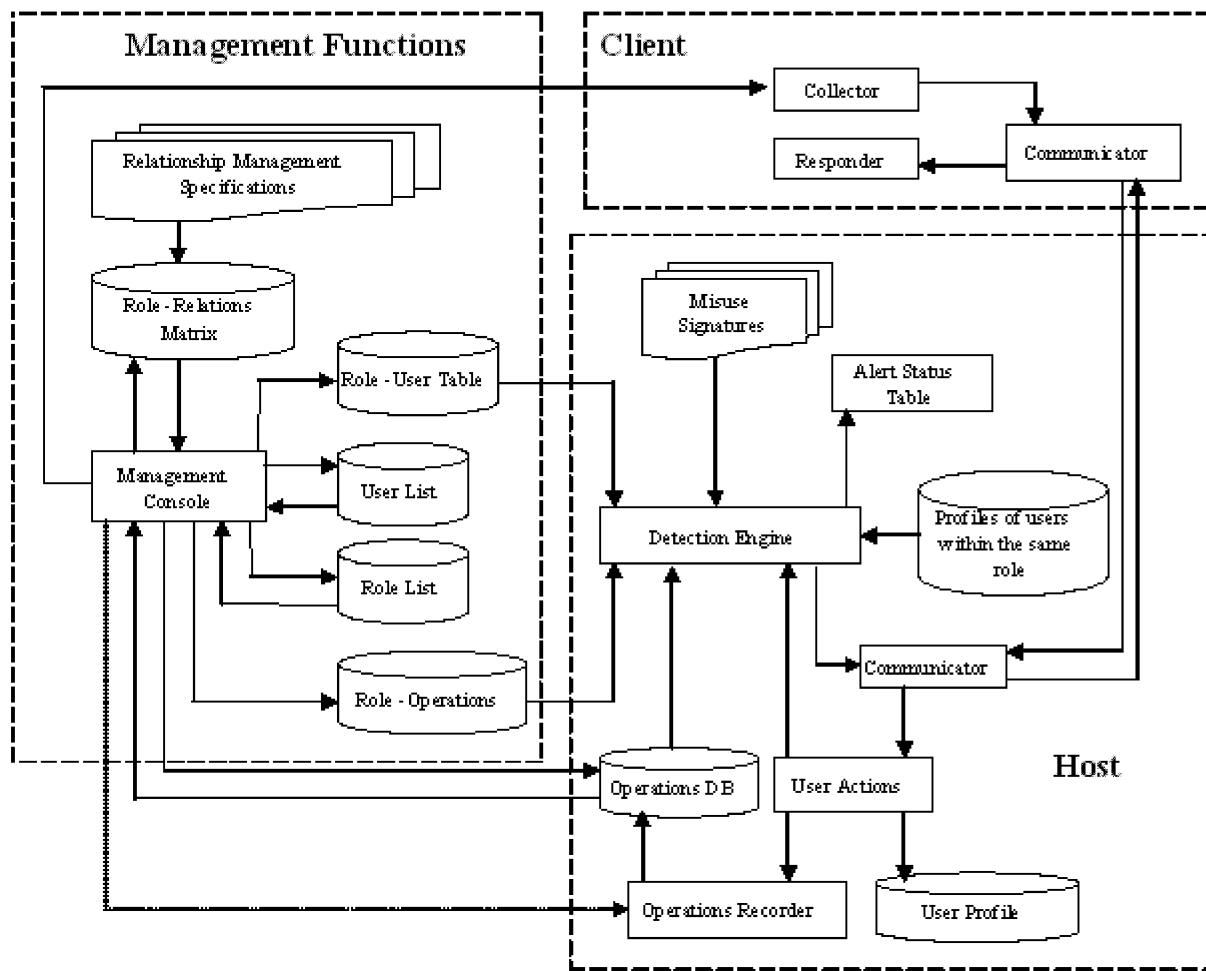 Management Functions
Client
Collector
Communicator
Responder
Relationship Management
Specifications
Role - Relations
Matrix
Misuse
Signatures
Role - User Table
Alert Status
Table
Management
Console
User List
Profiles of users
within the same
role
Detection Engine
Role List
Communicator
Role - Operations
Host
Operations DB
User Actions
Operations Recorder
User Profile